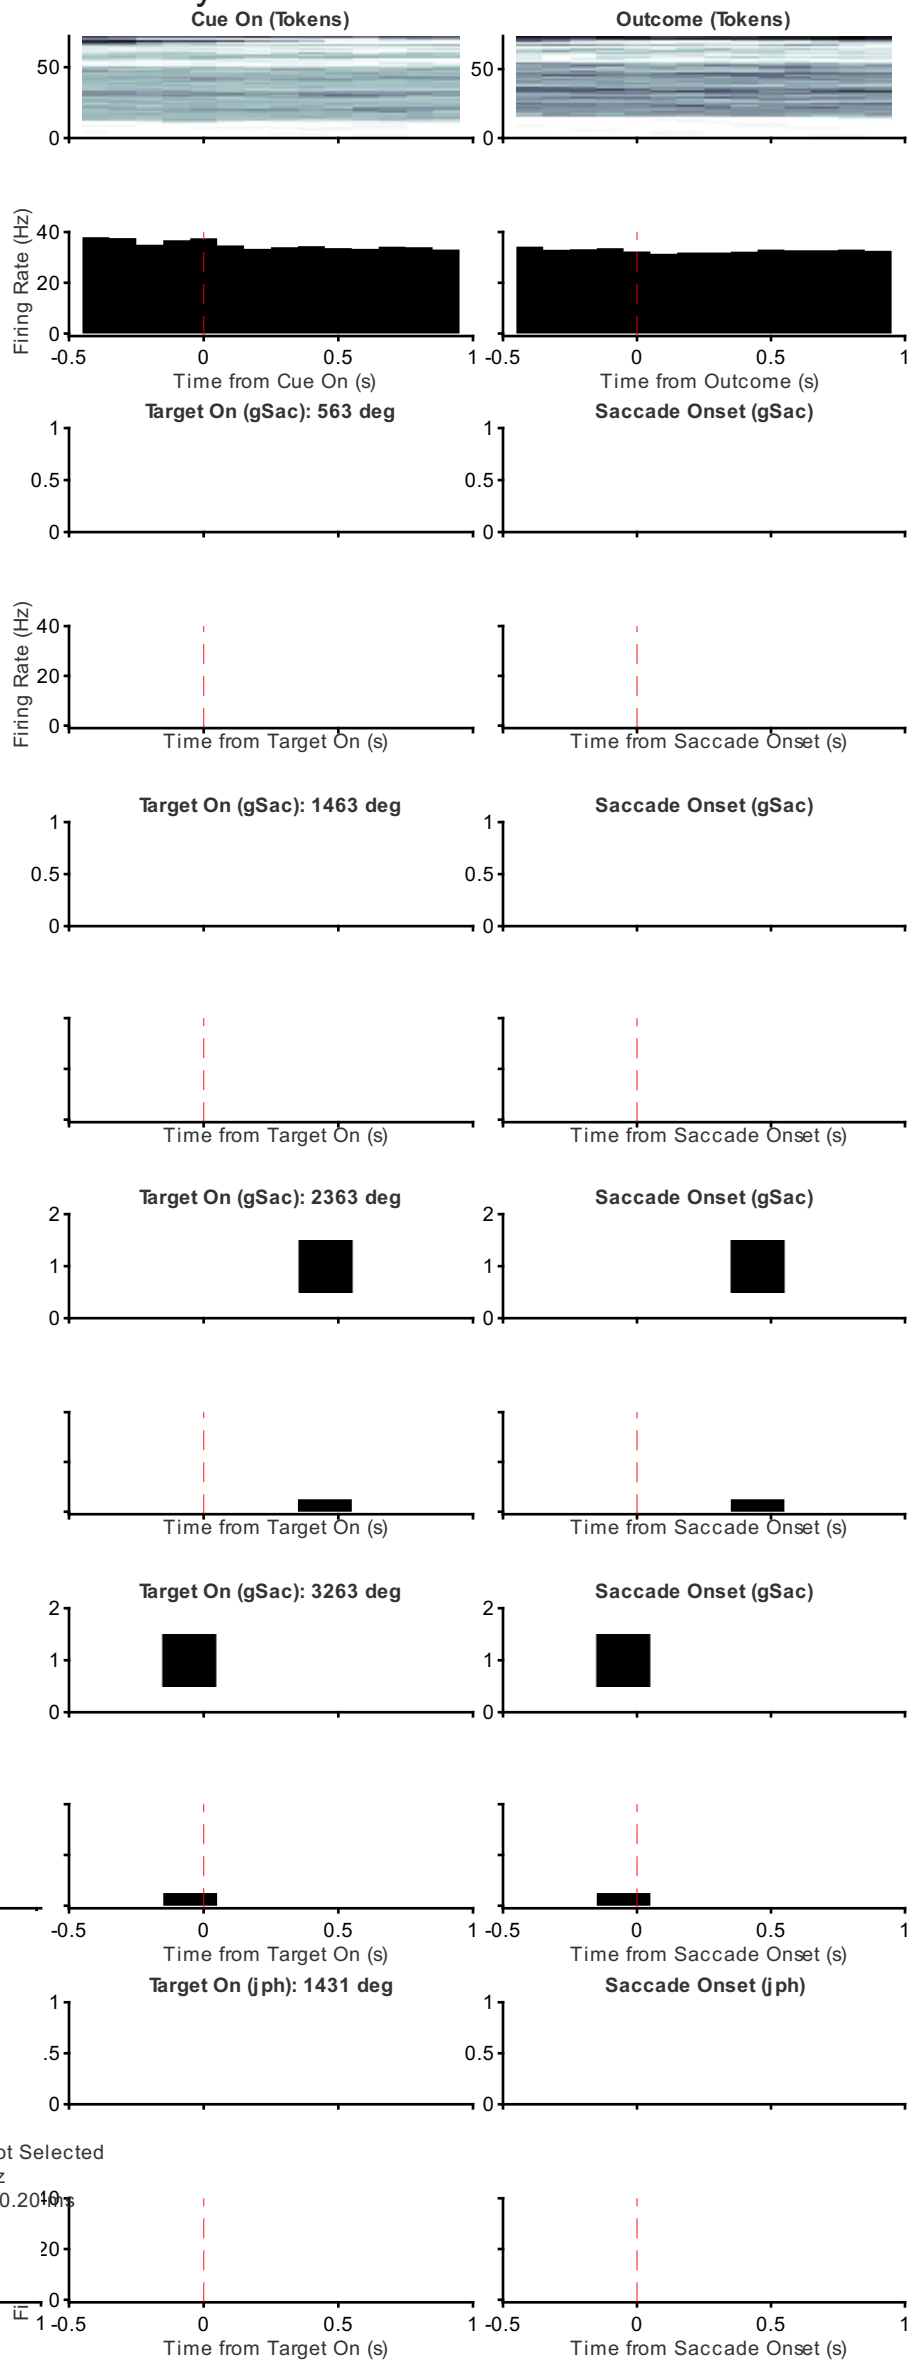 Cue On (Tokens) Outcome (Tokens)
50 50
0 0
Firing Rate (Hz)
40
20
0
-0.5 0 0.5 1 -0.5 0 0.5 1
Time from Cue On (s) Time from Outcome (s)
Target On (gSac): 563 deg Saccade Onset (gSac)
1 1
0.5 0.5
0 0
Firing Rate (Hz)
40
20
0
Time from Target On (s) Time from Saccade Onset (s)
Target On (gSac): 1463 deg Saccade Onset (gSac)
1 1
0.5 0.5
0 0
Time from Target On (s) Time from Saccade Onset (s)
Target On (gSac): 2363 deg Saccade Onset (gSac)
2 2
1 1
0 0
Time from Target On (s) Time from Saccade Onset (s)
Target On (gSac): 3263 deg Saccade Onset (gSac)
2 2
1 1
0 0
-0.5 0 0.5 1 -0.5 0 0.5 1
Time from Target On (s) Time from Saccade Onset (s)
Target On (jph): 1431 deg Saccade Onset (jph)
1 1
.5 0.5
0 0
ot Selected
z
0.20 ms
40
20
0
Fi
1 -0.5 0 0.5 1 -0.5 0 0.5 1
Time from Target On (s) Time from Saccade Onset (s)